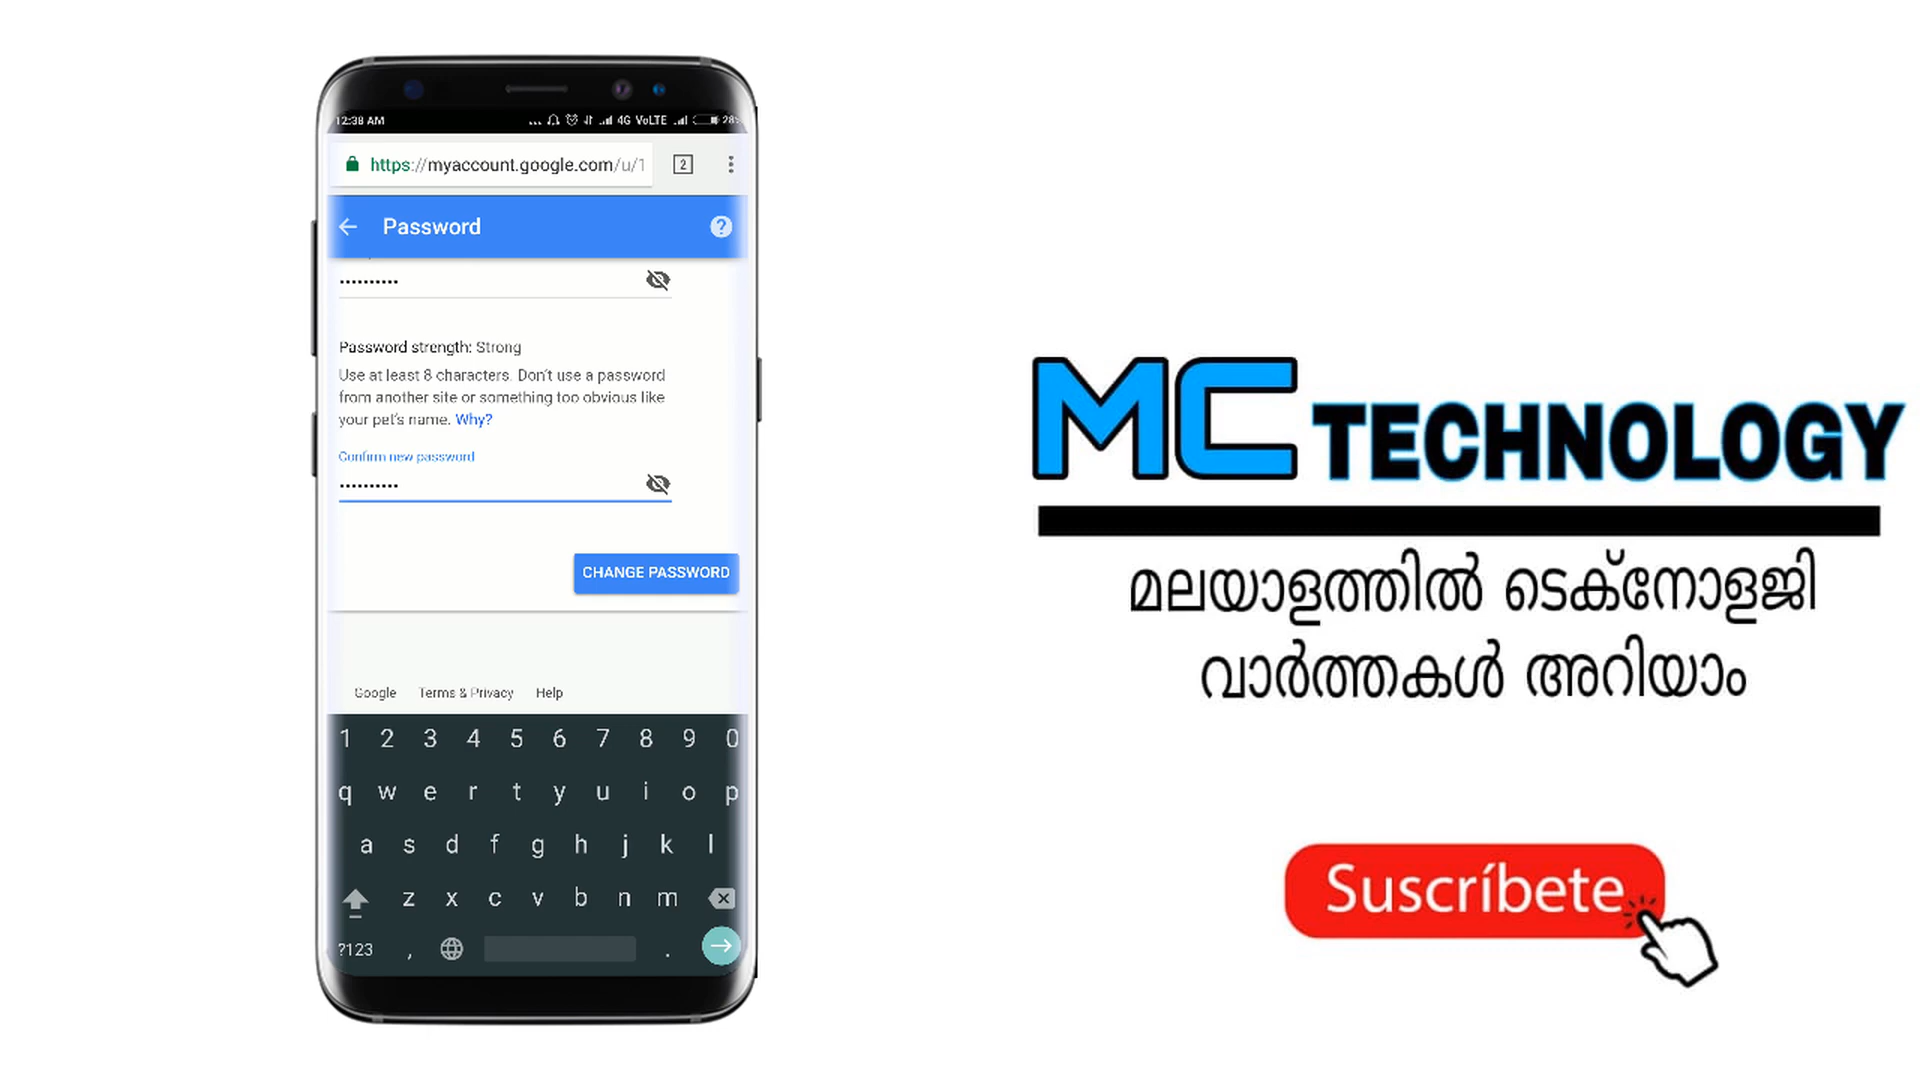 12:38 AM
... 4G VoLTE 28%
https://myaccount.google.com/u/1
2
Password
?
••••••••••
Password strength: Strong
Use at least 8 characters. Don't use a password
from another site or something too obvious like
your pet's name. Why?
Confirm new password
••••••••••
CHANGE PASSWORD
Google Terms & Privacy Help
1 2 3 4 5 6 7 8 9 0
q w e r t y u i o p
a s d f g h j k l
z x c v b n m
?123 , .
MC TECHNOLOGY
മലയാളത്തിൽ ടെക്നോളജി
വാർത്തകൾ അറിയാം
Suscríbete